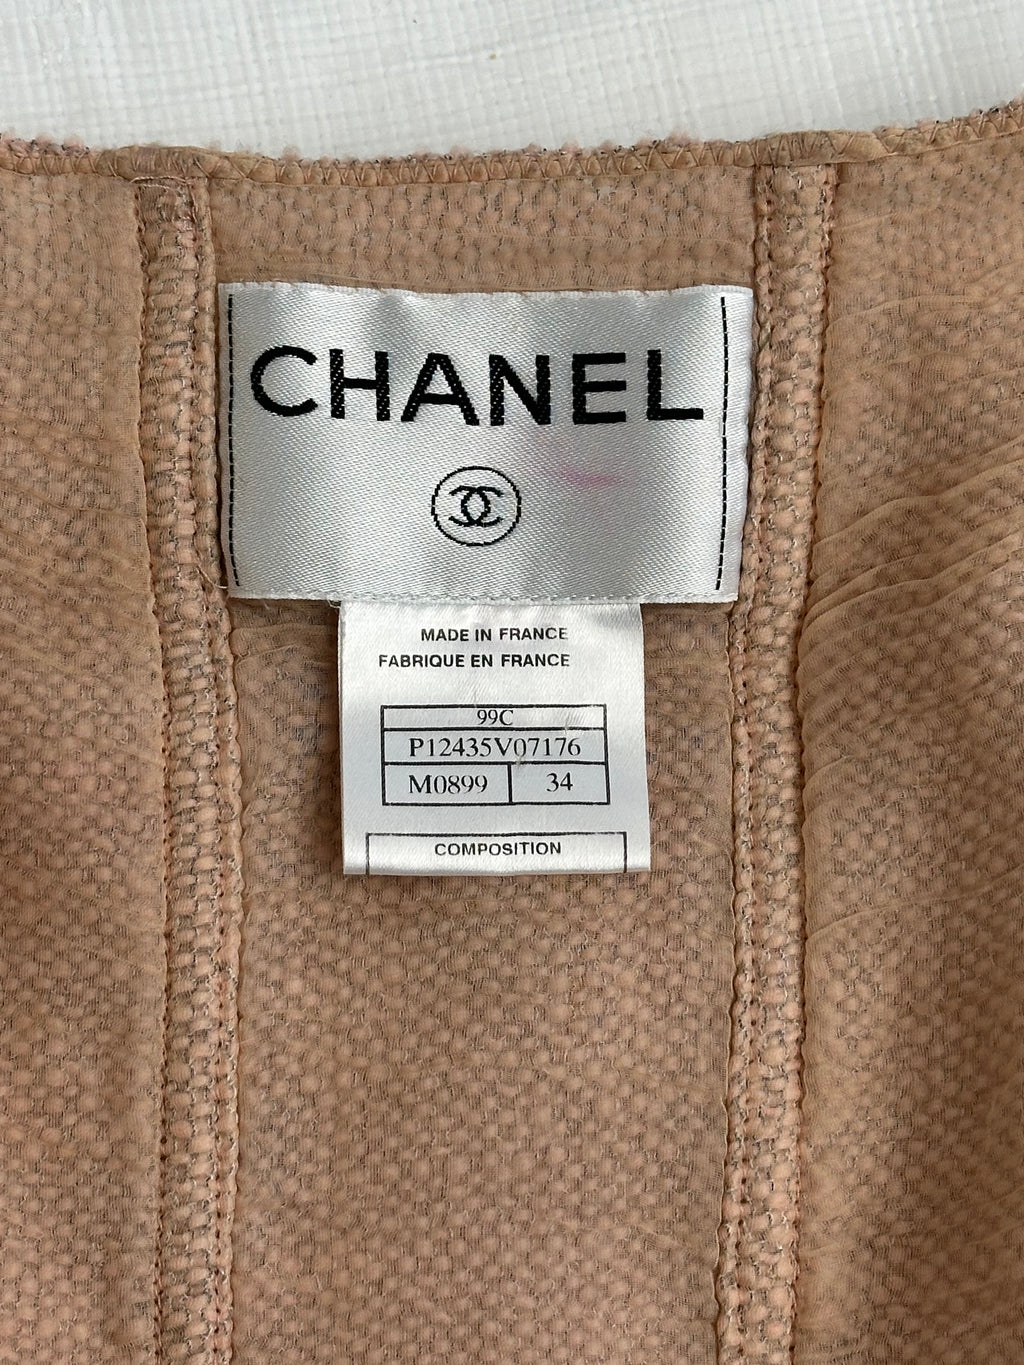 CHANEL
MADE IN FRANCE
FABRIQUE EN FRANCE
99C
P12435V07176
M0899 34
COMPOSITION